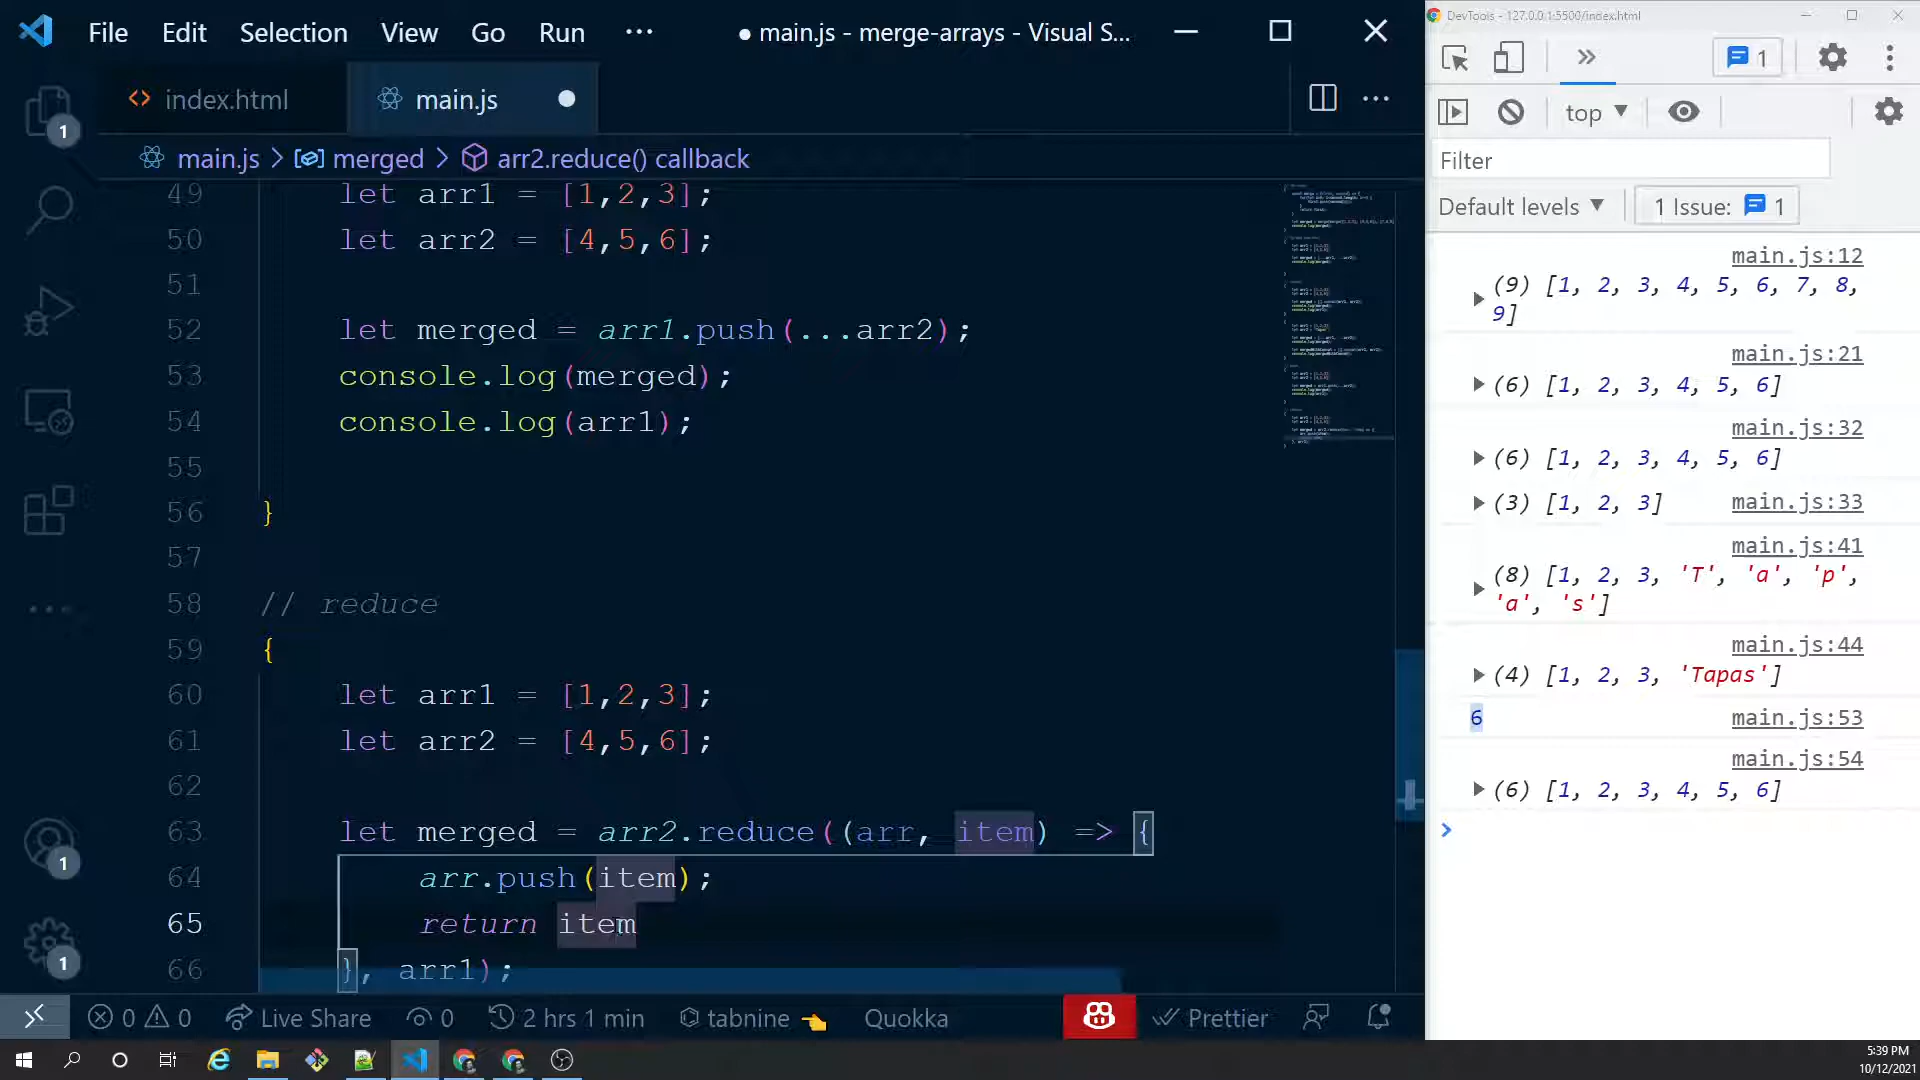 File Edit Selection View Go Run ··· ● main.js - merge-arrays - Visual S...
index.html main.js
main.js > merged > arr2.reduce() callback
49 let arr1 = [1,2,3];
50 let arr2 = [4,5,6];
51
52 let merged = arr1.push(...arr2);
53 console.log(merged);
54 console.log(arr1);
55
56 }
57
58 // reduce
59 {
60 let arr1 = [1,2,3];
61 let arr2 = [4,5,6];
62
63 let merged = arr2.reduce((arr, item) => {
64 arr.push(item);
65 return item
66 }, arr1);
1
1
1
0 0 Live Share 0 2 hrs 1 min tabnine Quokka Prettier
DevTools - 127.0.0.1:5500/index.html
1
top
Filter
Default levels 1 Issue: 1
main.js:12
(9) [1, 2, 3, 4, 5, 6, 7, 8,
9]
main.js:21
(6) [1, 2, 3, 4, 5, 6]
main.js:32
(6) [1, 2, 3, 4, 5, 6]
(3) [1, 2, 3] main.js:33
main.js:41
(8) [1, 2, 3, 'T', 'a', 'p',
'a', 's']
main.js:44
(4) [1, 2, 3, 'Tapas']
6 main.js:53
main.js:54
(6) [1, 2, 3, 4, 5, 6]
5:39 PM
10/12/2021